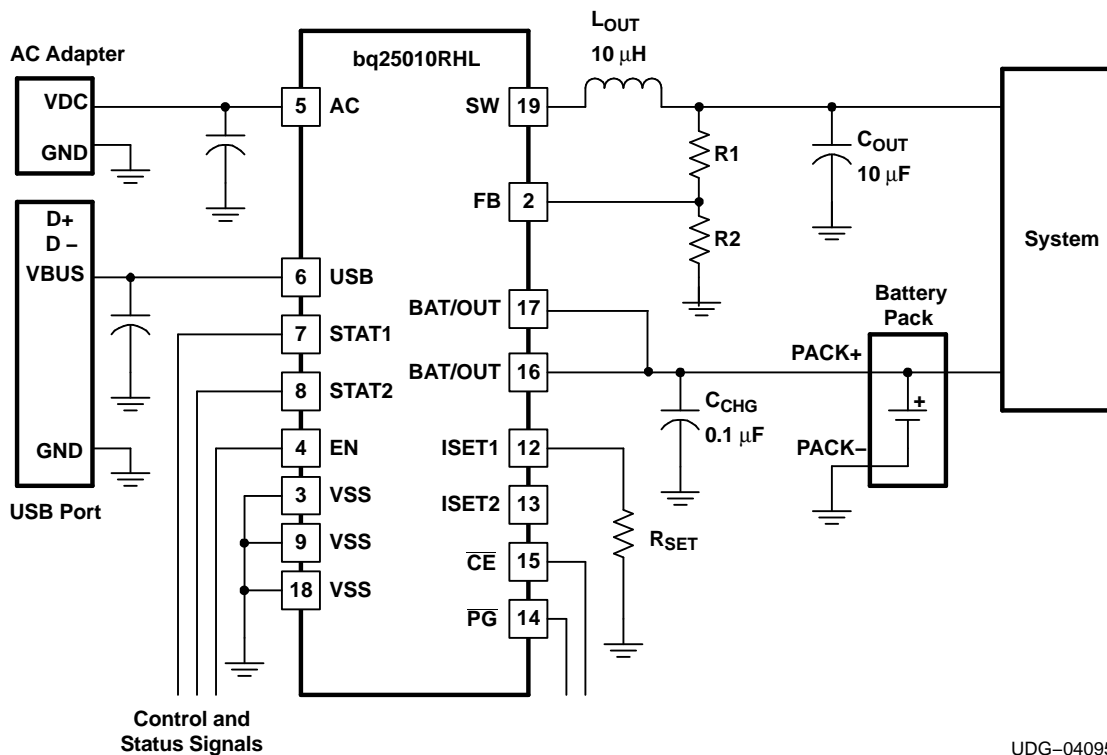 AC Adapter
VDC
GND
D+
D −
VBUS
GND
USB Port
bq25010RHL
5 AC
6 USB
7 STAT1
8 STAT2
4 EN
3 VSS
9 VSS
18 VSS
SW 19
FB 2
BAT/OUT 17
BAT/OUT 16
ISET1 12
ISET2 13
CE 15
PG 14
LOUT
10 μH
R1
R2
COUT
10 μF
System
Battery
Pack
PACK+
+
PACK−
CCHG
0.1 μF
RSET
Control and
Status Signals
UDG−04095